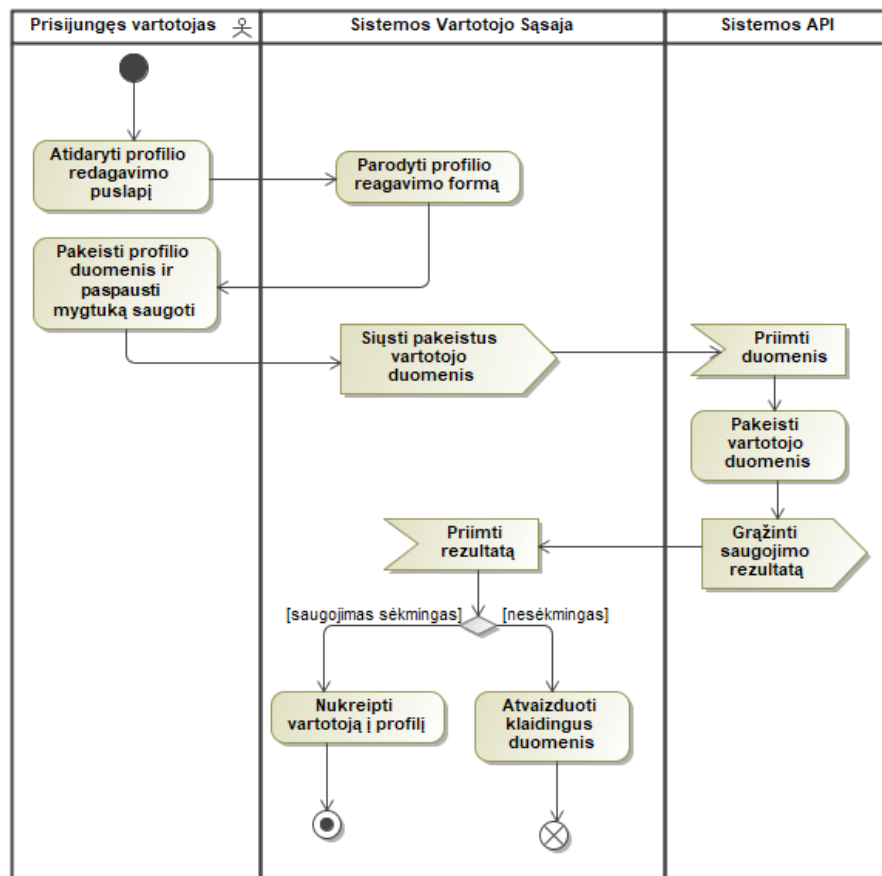 Prisijungęs vartotojas
Sistemos Vartotojo Sąsaja
Sistemos API
Atidaryti profilio
redagavimo
puslapį
Parodyti profilio
reagavimo formą
Pakeisti profilio
duomenis ir
paspausti
mygtuką saugoti
Siųsti pakeistus
vartotojo
duomenis
Priimti
duomenis
Pakeisti
vartotojo
duomenis
Grąžinti
saugojimo
rezultatą
Priimti
rezultatą
[saugojimas sėkmingas]
[nesėkmingas]
Nukreipti
vartotoją į profilį
Atvaizduoti
klaidingus
duomenis